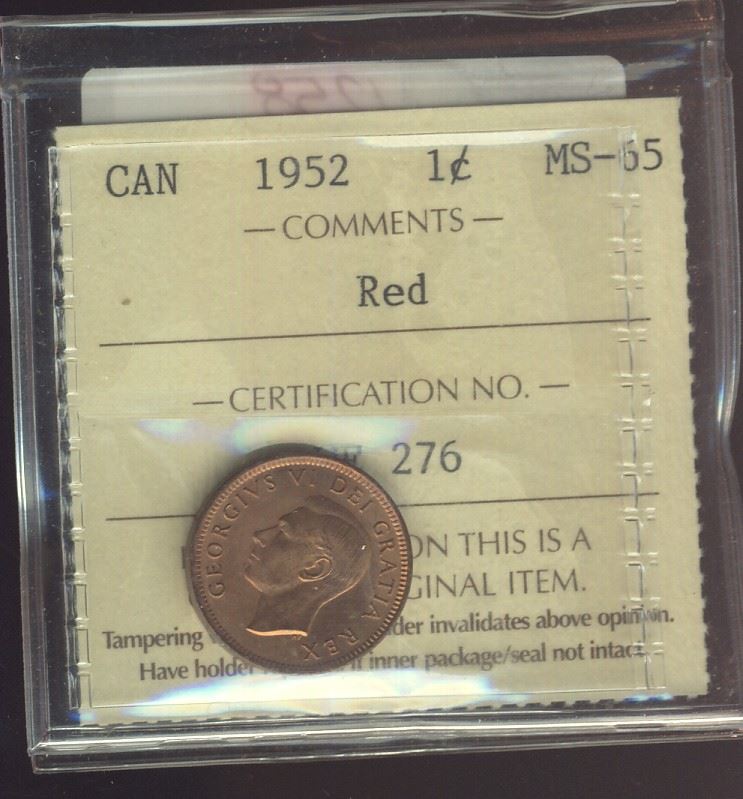 CAN 1952 1¢ MS-65
— COMMENTS —
Red
— CERTIFICATION NO. —
276
GEORGIVS VI DEI GRATIA REX
ON THIS IS A
GINAL ITEM.
Tampering der invalidates above opinion.
Have holder inner package/seal not intact.